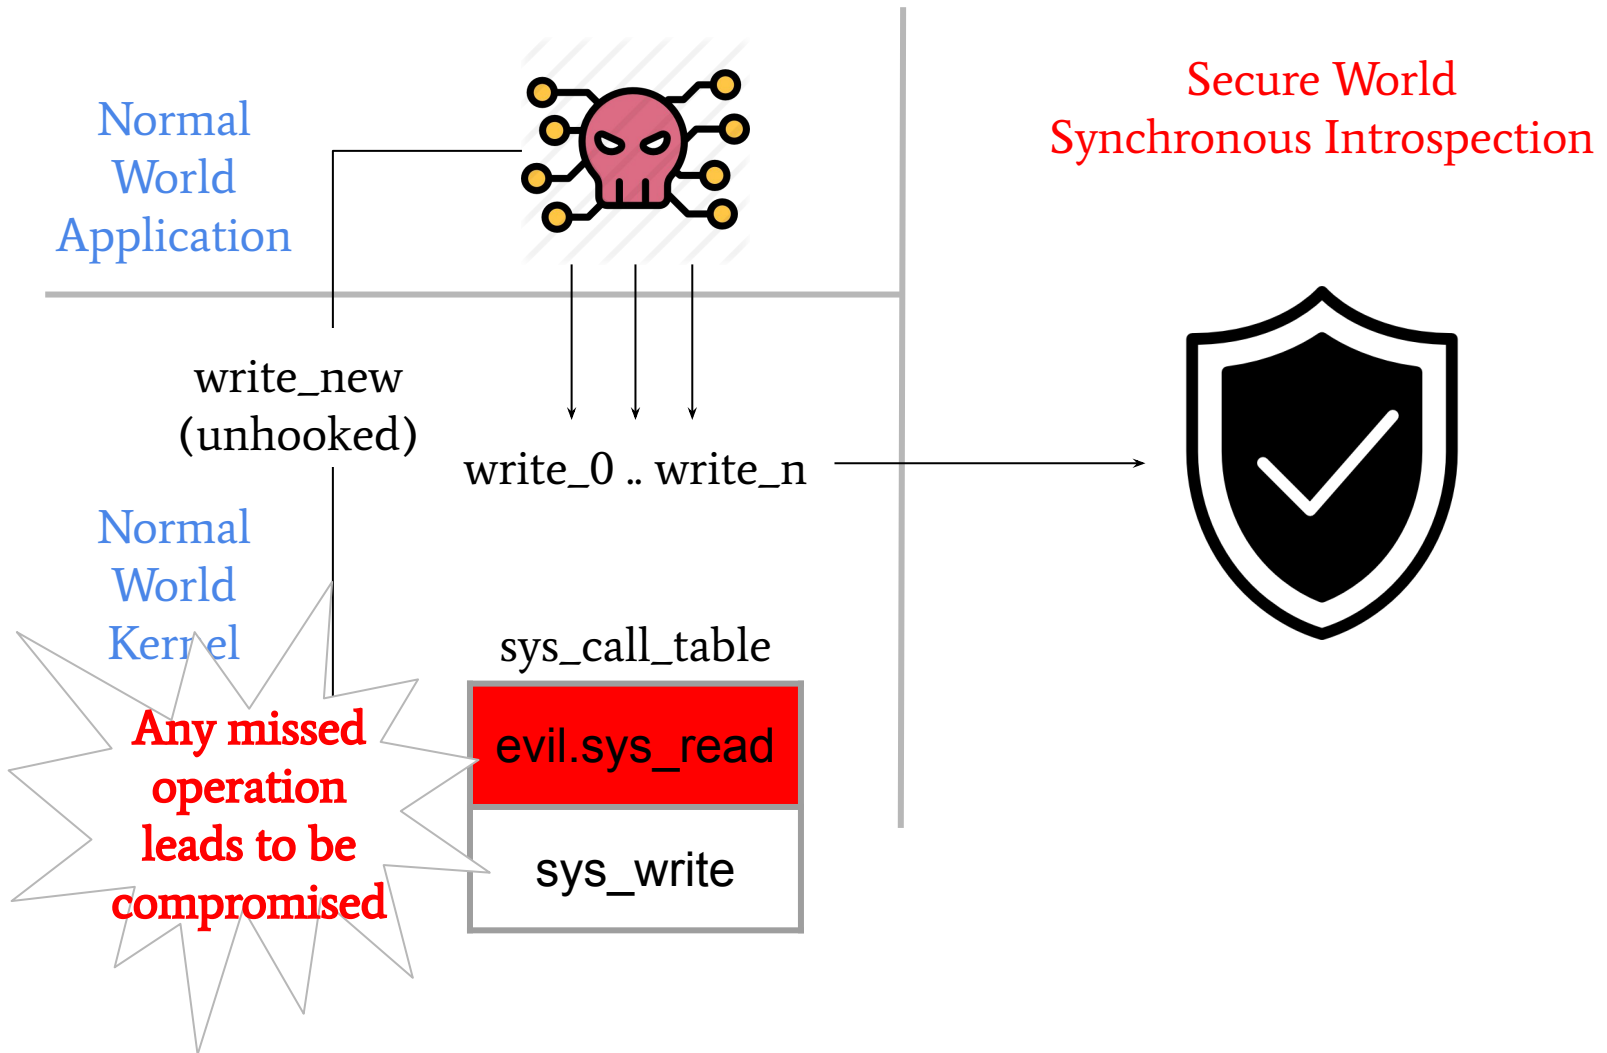 Normal
World
Application
Secure World
Synchronous Introspection
write_new
(unhooked)
write_0 .. write_n
Normal
World
Kernel
sys_call_table
evil.sys_read
sys_write
Any missed
operation
leads to be
compromised